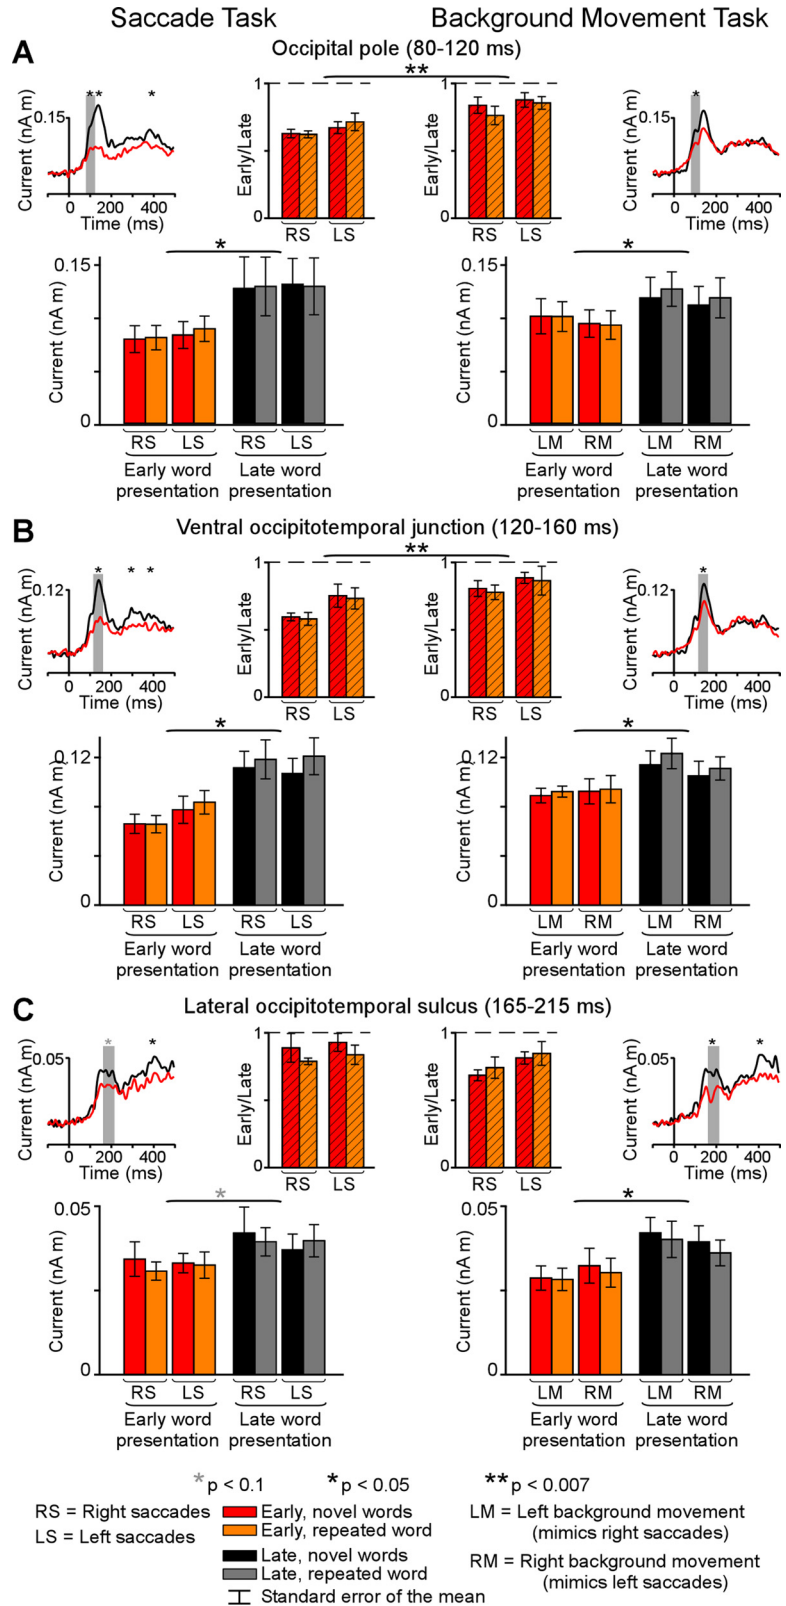 Saccade Task
Background Movement Task
A
Occipital pole (80-120 ms)
**
** *
*
0.15
Current (nA m)
0 200 400
Time (ms)
1
Early/Late
0
RS LS
1
Early/Late
0
RS LS
0.15
Current (nA m)
0 200 400
Time (ms)
*
0.15
Current (nA m)
0
RS LS RS LS
Early word presentation
Late word presentation
*
0.15
Current (nA m)
0
LM RM LM RM
Early word presentation
Late word presentation
B
Ventral occipitotemporal junction (120-160 ms)
**
* * *
*
0.12
Current (nA m)
0 200 400
Time (ms)
1
Early/Late
0
RS LS
1
Early/Late
0
RS LS
0.12
Current (nA m)
0 200 400
Time (ms)
*
0.12
Current (nA m)
0
RS LS RS LS
Early word presentation
Late word presentation
*
0.12
Current (nA m)
0
LM RM LM RM
Early word presentation
Late word presentation
C
Lateral occipitotemporal sulcus (165-215 ms)
* *
* *
0.05
Current (nA m)
0 200 400
Time (ms)
1
Early/Late
0
RS LS
1
Early/Late
0
RS LS
0.05
Current (nA m)
0 200 400
Time (ms)
*
0.05
Current (nA m)
0
RS LS RS LS
Early word presentation
Late word presentation
*
0.05
Current (nA m)
0
LM RM LM RM
Early word presentation
Late word presentation
* p < 0.1
* p < 0.05
** p < 0.007
RS = Right saccades
LS = Left saccades
Early, novel words
Early, repeated word
Late, novel words
Late, repeated word
Standard error of the mean
LM = Left background movement
(mimics right saccades)
RM = Right background movement
(mimics left saccades)